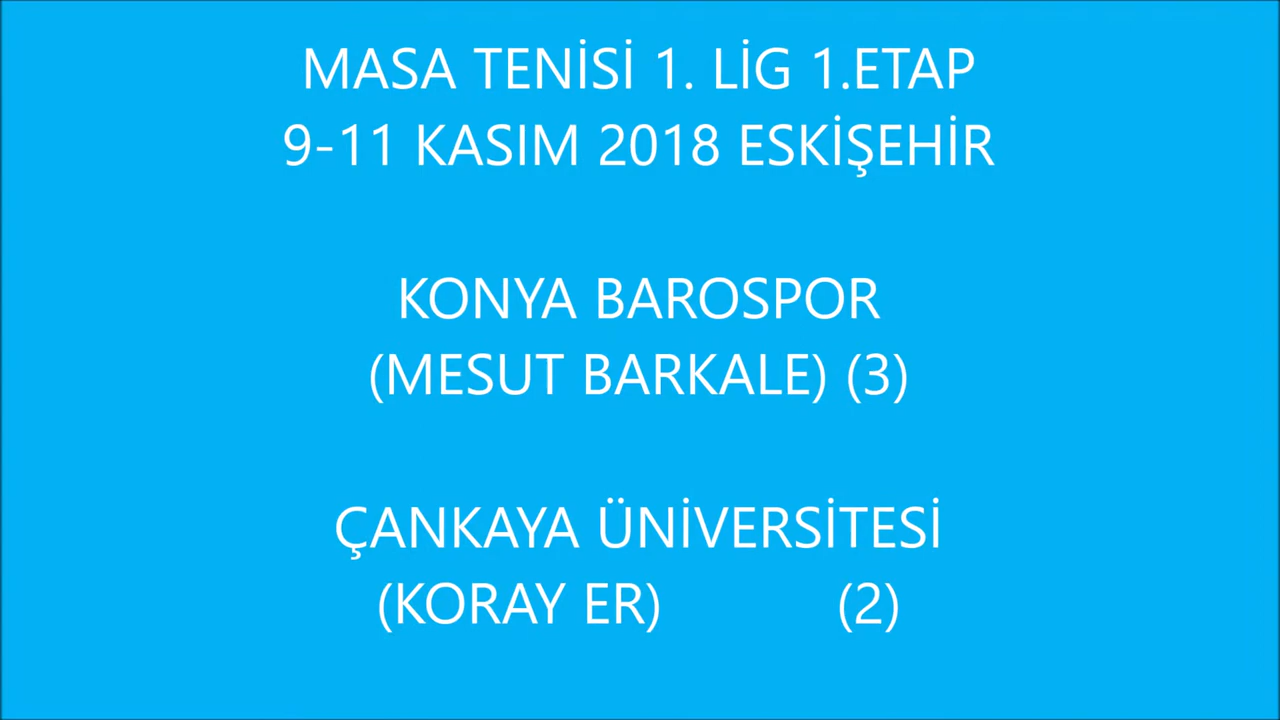 MASA TENİSİ 1. LİG 1.ETAP
9-11 KASIM 2018 ESKİŞEHİR
KONYA BAROSPOR
(MESUT BARKALE) (3)
ÇANKAYA ÜNİVERSİTESİ
(KORAY ER) (2)